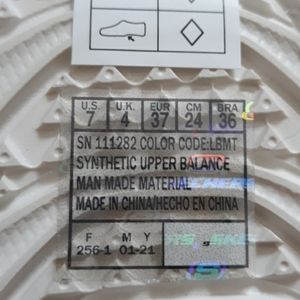 U.S. U.K. EUR CM BRA
7 4 37 24 36
SN 111282 COLOR CODE:LBMT
SYNTHETIC UPPER BALANCE
MAN MADE MATERIAL
MADE IN CHINA/HECHO EN CHINA
F M Y
256-1 01-21